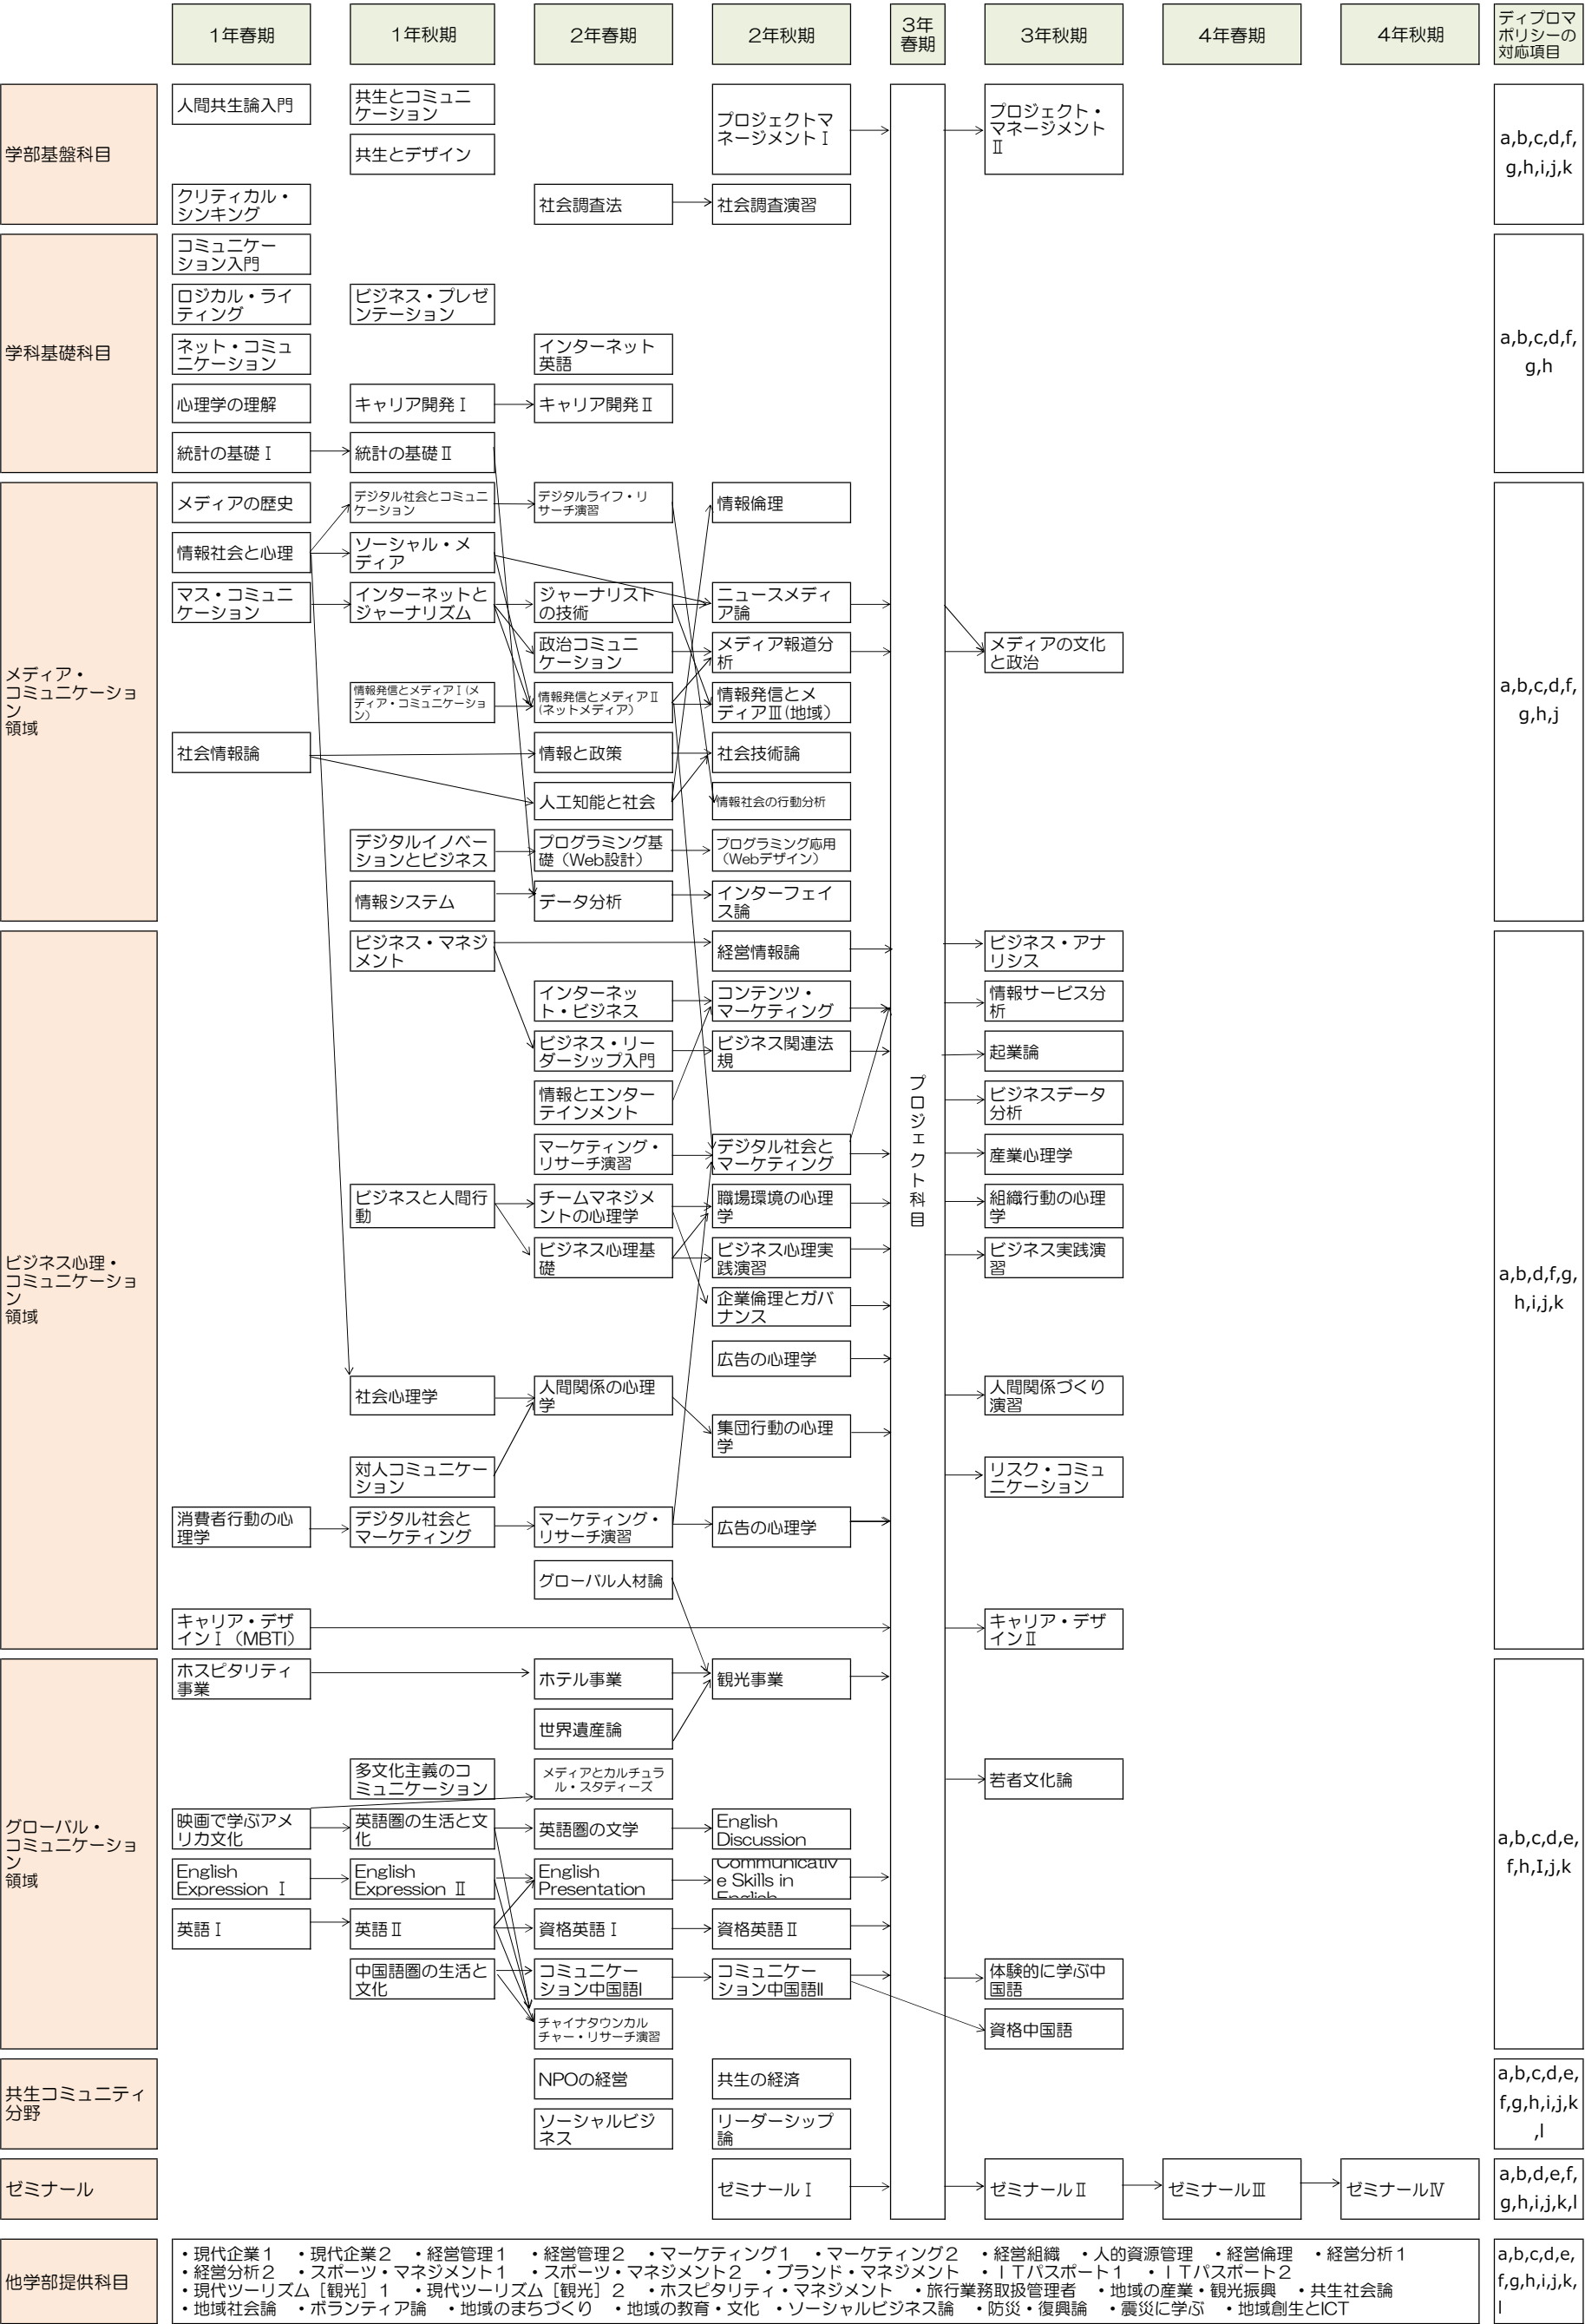 1年春期
1年秋期
2年春期
2年秋期
3年
春期
3年秋期
4年春期
4年秋期
ディプロマ
ポリシーの
対応項目
学部基盤科目
人間共生論入門
共生とコミュニ
ケーション
プロジェクトマ
ネージメントⅠ
プロジェクト・
マネージメント
Ⅱ
a,b,c,d,f,
g,h,i,j,k
共生とデザイン
クリティカル・
シンキング
社会調査法
社会調査演習
学科基礎科目
コミュニケー
ション入門
a,b,c,d,f,
g,h
ロジカル・ライ
ティング
ビジネス・プレゼ
ンテーション
ネット・コミュ
ニケーション
インターネット
英語
心理学の理解
キャリア開発Ⅰ
キャリア開発Ⅱ
統計の基礎Ⅰ
統計の基礎Ⅱ
メディア・
コミュニケーショ
ン
領域
メディアの歴史
デジタル社会とコミュニ
ケーション
デジタルライフ・リ
サーチ演習
情報倫理
a,b,c,d,f,
g,h,j
情報社会と心理
ソーシャル・メ
ディア
マス・コミュニ
ケーション
インターネットと
ジャーナリズム
ジャーナリスト
の技術
ニュースメディ
ア論
政治コミュニ
ケーション
メディア報道分
析
メディアの文化
と政治
情報発信とメディアⅠ(メ
ディア・コミュニケーショ
ン)
情報発信とメディアⅡ
(ネットメディア)
情報発信とメ
ディアⅢ(地域)
社会情報論
情報と政策
社会技術論
人工知能と社会
情報社会の行動分析
デジタルイノベー
ションとビジネス
プログラミング基
礎（Web設計）
プログラミング応用
（Webデザイン）
情報システム
データ分析
インターフェイ
ス論
ビジネス心理・
コミュニケーショ
ン
領域
ビジネス・マネジ
メント
経営情報論
ビジネス・アナ
リシス
a,b,d,f,g,
h,i,j,k
インターネッ
ト・ビジネス
コンテンツ・
マーケティング
情報サービス分
析
ビジネス・リー
ダーシップ入門
ビジネス関連法
規
起業論
プロジェクト科目
情報とエンター
テインメント
ビジネスデータ
分析
マーケティング・
リサーチ演習
デジタル社会と
マーケティング
産業心理学
ビジネスと人間行
動
チームマネジメ
ントの心理学
職場環境の心理
学
組織行動の心理
学
ビジネス心理基
礎
ビジネス心理実
践演習
ビジネス実践演
習
企業倫理とガバ
ナンス
広告の心理学
社会心理学
人間関係の心理
学
人間関係づくり
演習
集団行動の心理
学
対人コミュニケー
ション
リスク・コミュ
ニケーション
消費者行動の心
理学
デジタル社会と
マーケティング
マーケティング・
リサーチ演習
広告の心理学
グローバル人材論
キャリア・デザ
インⅠ（MBTI）
キャリア・デザ
インⅡ
グローバル・
コミュニケーショ
ン
領域
ホスピタリティ
事業
ホテル事業
観光事業
a,b,c,d,e,
f,h,I,j,k
世界遺産論
多文化主義のコ
ミュニケーション
メディアとカルチュラ
ル・スタディーズ
若者文化論
映画で学ぶアメ
リカ文化
英語圏の生活と文
化
英語圏の文学
English
Discussion
English
Expression Ⅰ
English
Expression Ⅱ
English
Presentation
Communicativ
e Skills in
English
英語Ⅰ
英語Ⅱ
資格英語Ⅰ
資格英語Ⅱ
中国語圏の生活と
文化
コミュニケー
ション中国語Ⅰ
コミュニケー
ション中国語Ⅱ
体験的に学ぶ中
国語
チャイナタウンカル
チャー・リサーチ演習
資格中国語
共生コミュニティ
分野
NPOの経営
共生の経済
a,b,c,d,e,
f,g,h,i,j,k
,l
ソーシャルビジ
ネス
リーダーシップ
論
ゼミナール
ゼミナールⅠ
ゼミナールⅡ
ゼミナールⅢ
ゼミナールⅣ
a,b,d,e,f,
g,h,i,j,k,l
他学部提供科目
・現代企業1 ・現代企業2 ・経営管理1 ・経営管理2 ・マーケティング1 ・マーケティング2 ・経営組織 ・人的資源管理 ・経営倫理 ・経営分析1
・経営分析2 ・スポーツ・マネジメント1 ・スポーツ・マネジメント2 ・ブランド・マネジメント ・ITパスポート1 ・ITパスポート2
・現代ツーリズム［観光］1 ・現代ツーリズム［観光］2 ・ホスピタリティ・マネジメント ・旅行業務取扱管理者 ・地域の産業・観光振興 ・共生社会論
・地域社会論 ・ボランティア論 ・地域のまちづくり ・地域の教育・文化 ・ソーシャルビジネス論 ・防災・復興論 ・震災に学ぶ ・地域創生とICT
a,b,c,d,e,
f,g,h,i,j,k,
l